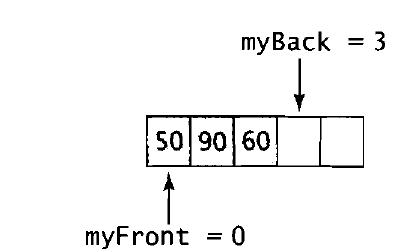 myBack = 3
50 90 60
myFront = 0